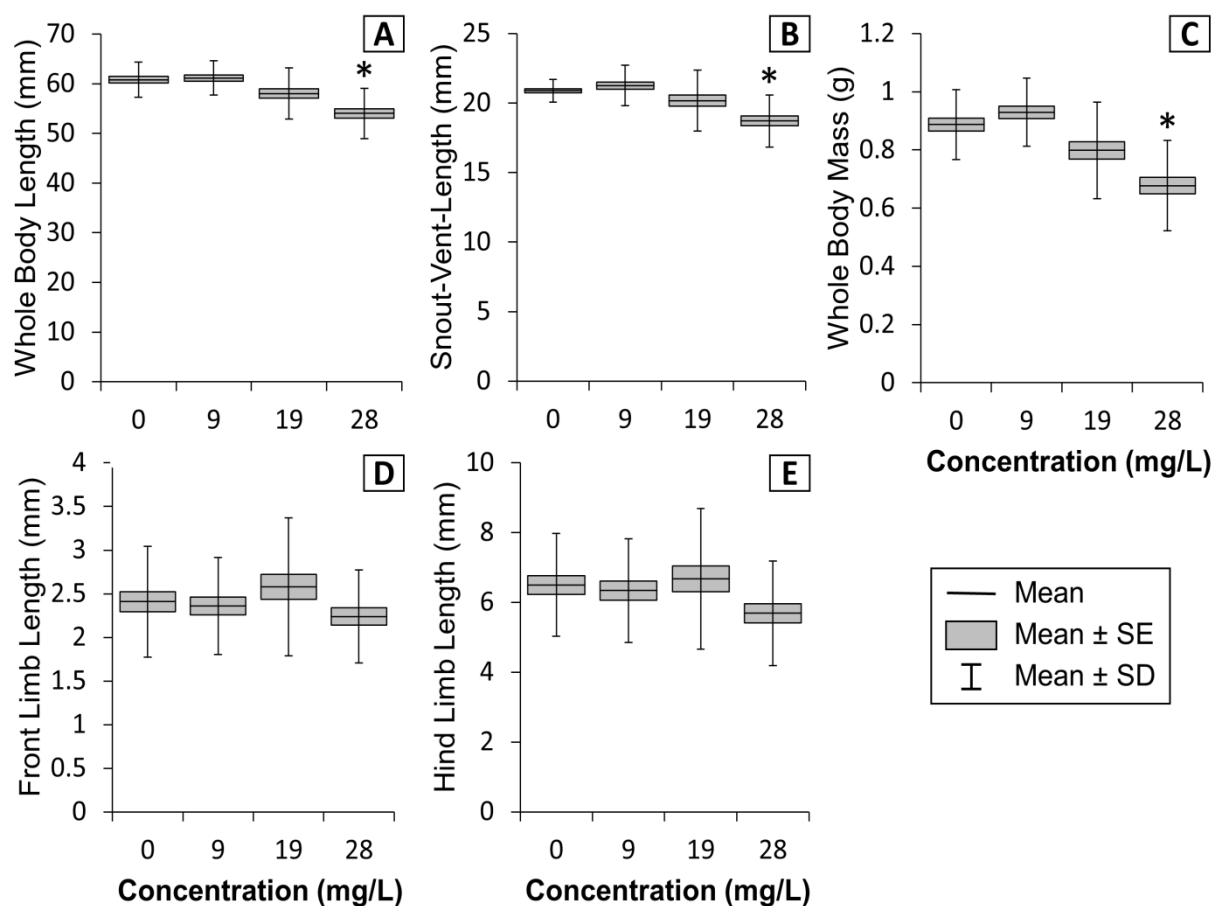 A
Whole Body Length (mm)
70
60
50
40
30
20
10
0
0 9 19 28
B
Snout-Vent-Length (mm)
25
20
15
10
5
0
*
0 9 19 28
*
C
Whole Body Mass (g)
1.2
1
0.8
0.6
0.4
0.2
0
*
0 9 19 28
Concentration (mg/L)
D
Front Limb Length (mm)
4
3.5
3
2.5
2
1.5
1
0.5
0
0 9 19 28
Concentration (mg/L)
E
Hind Limb Length (mm)
10
8
6
4
2
0
0 9 19 28
Concentration (mg/L)
Mean
Mean ± SE
Mean ± SD